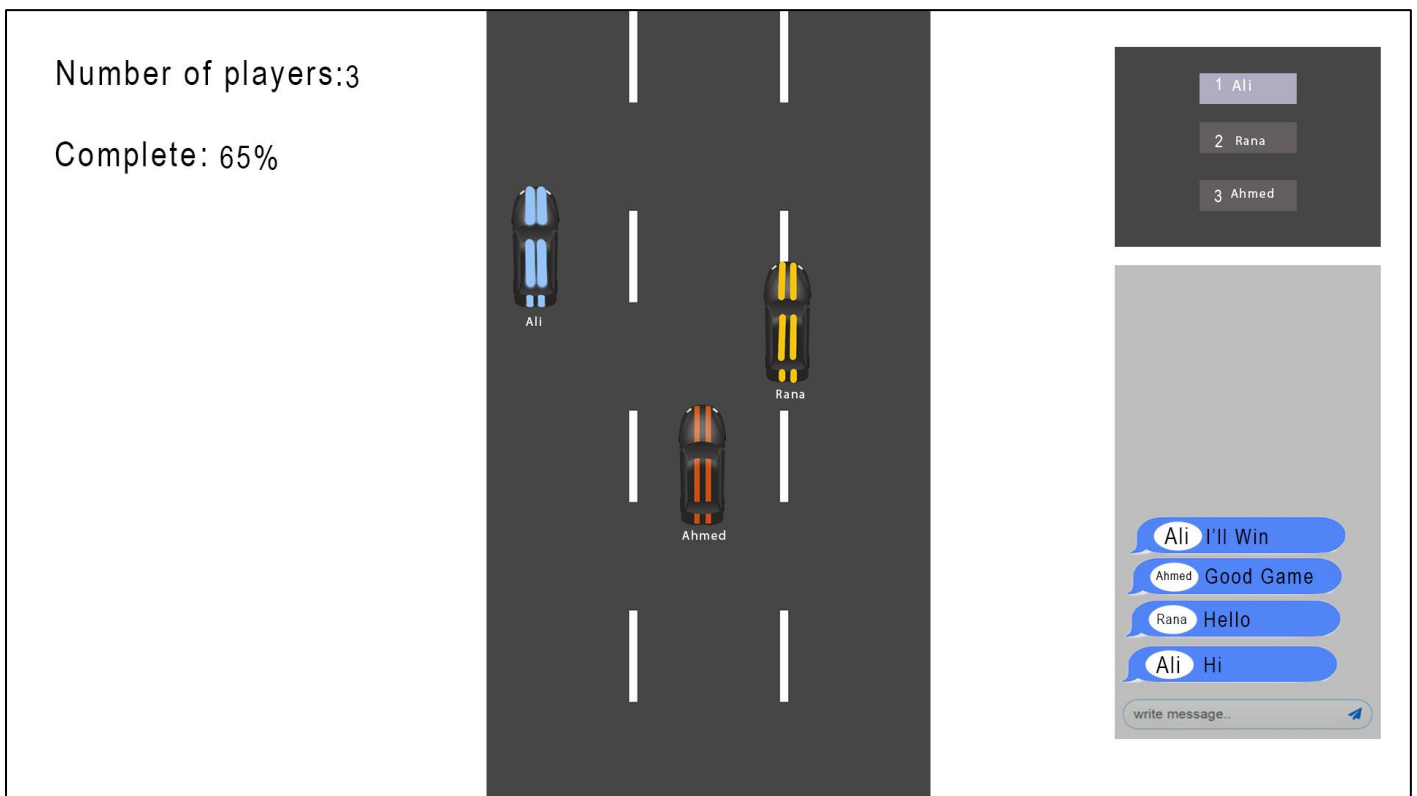 Number of players:3
Complete: 65%
Ali
Rana
Ahmed
1 Ali
2 Rana
3 Ahmed
Ali I'll Win
Ahmed Good Game
Rana Hello
Ali Hi
write message..